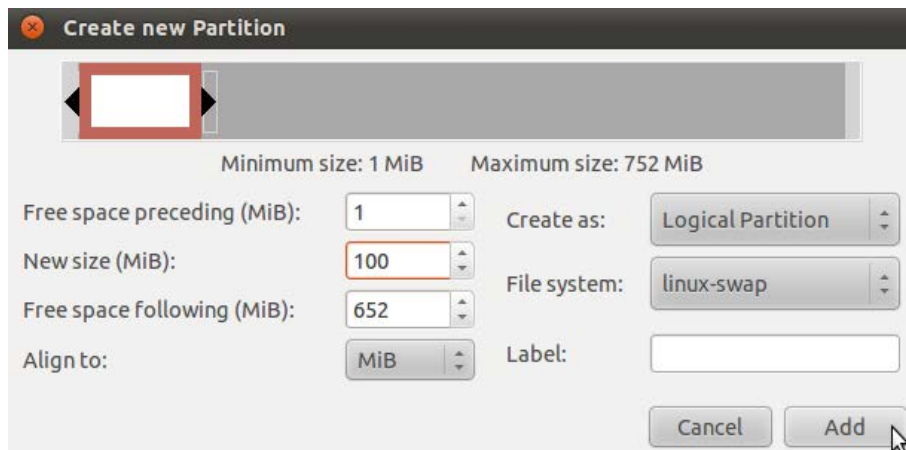 Create new Partition
Minimum size: 1 MiB Maximum size: 752 MiB
Free space preceding (MiB): 1
Create as: Logical Partition
New size (MiB): 100
File system: linux-swap
Free space following (MiB): 652
Align to: MiB
Label:
Cancel Add